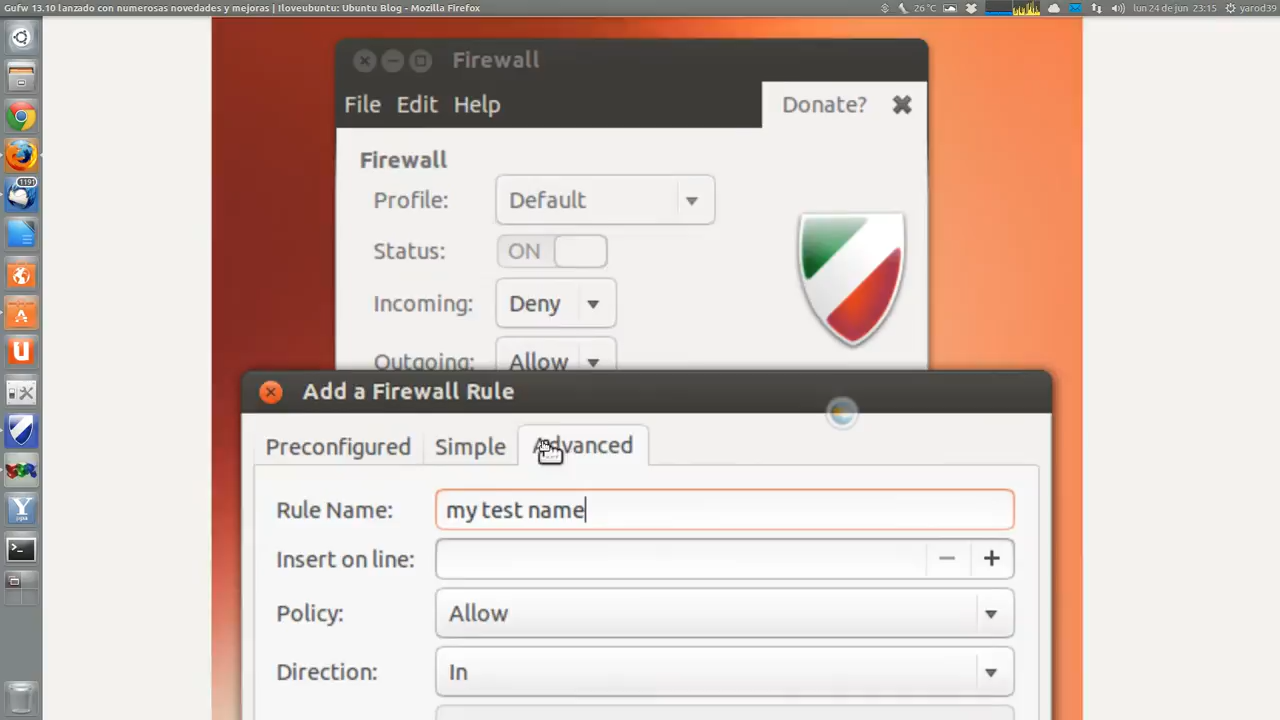 Gufw 13.10 lanzado con numerosas novedades y mejoras | Iloveubuntu: Ubuntu Blog - Mozilla Firefox
26°C
lun 24 de jun 23:15
yarod39
Firewall
File Edit Help
Donate?
Firewall
Profile: Default
Status: ON
Incoming: Deny
Outgoing: Allow
Add a Firewall Rule
Preconfigured Simple Advanced
Rule Name: my test name
Insert on line:
Policy: Allow
Direction: In